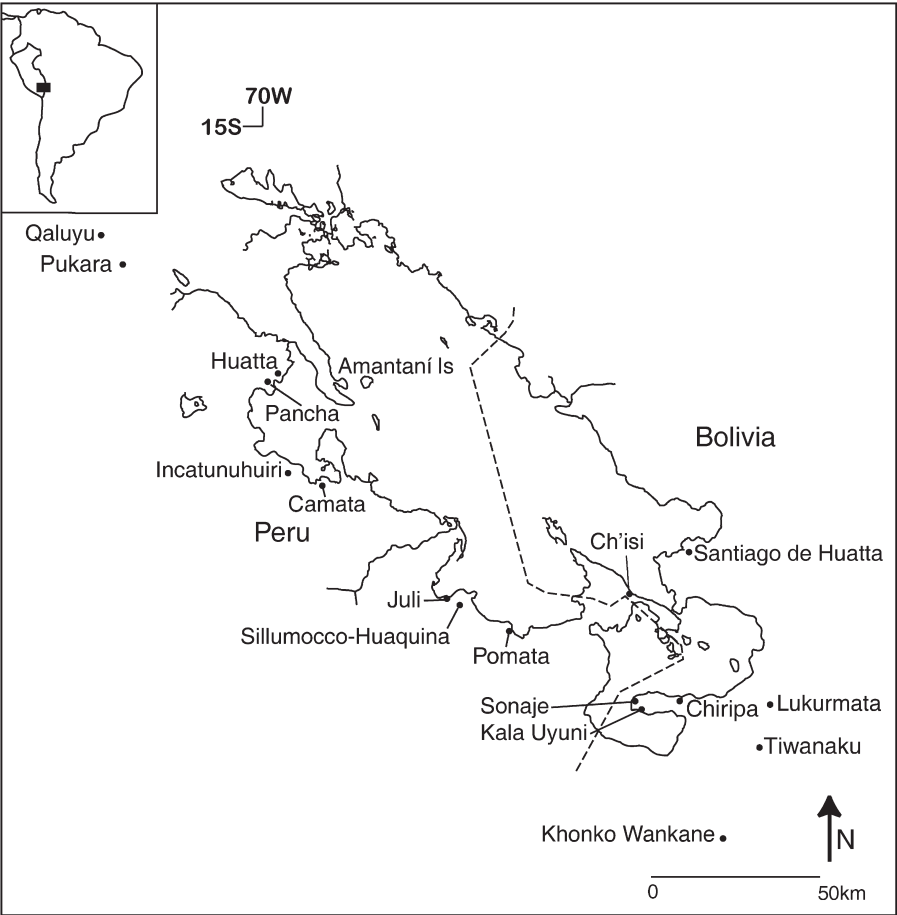 70W
15S
Qaluyu
Pukara
Huatta
Amantaní Is
Pancha
Bolivia
Incatunuhuiri
Camata
Peru
Ch'isi
Santiago de Huatta
Juli
Sillumocco-Huaquina
Pomata
Sonaje
Chiripa
Lukurmata
Kala Uyuni
Tiwanaku
Khonko Wankane
N
0
50km